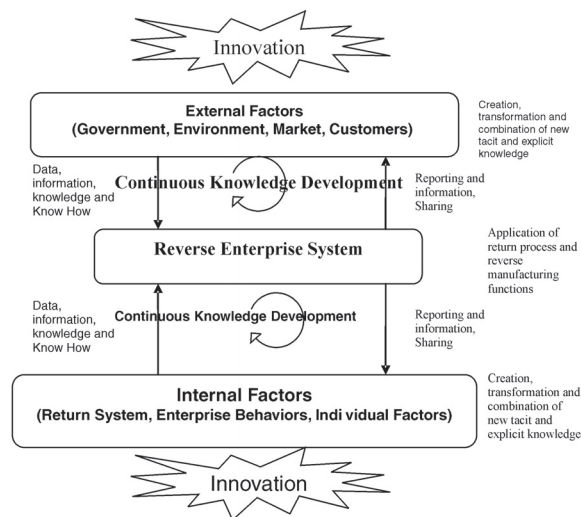 Innovation
External Factors
(Government, Environment, Market, Customers)
Creation,
transformation and
combination of new
tacit and explicit
knowledge
Data,
information,
knowledge and
Know How
Continuous Knowledge Development
Reporting and
information,
Sharing
Reverse Enterprise System
Application of
return process and
reverse
manufacturing
functions
Data,
information,
knowledge and
Know How
Continuous Knowledge Development
Reporting and
information,
Sharing
Internal Factors
(Return System, Enterprise Behaviors, Indi vidual Factors)
Creation,
transformation and
combination of
new tacit and
explicit knowledge
Innovation